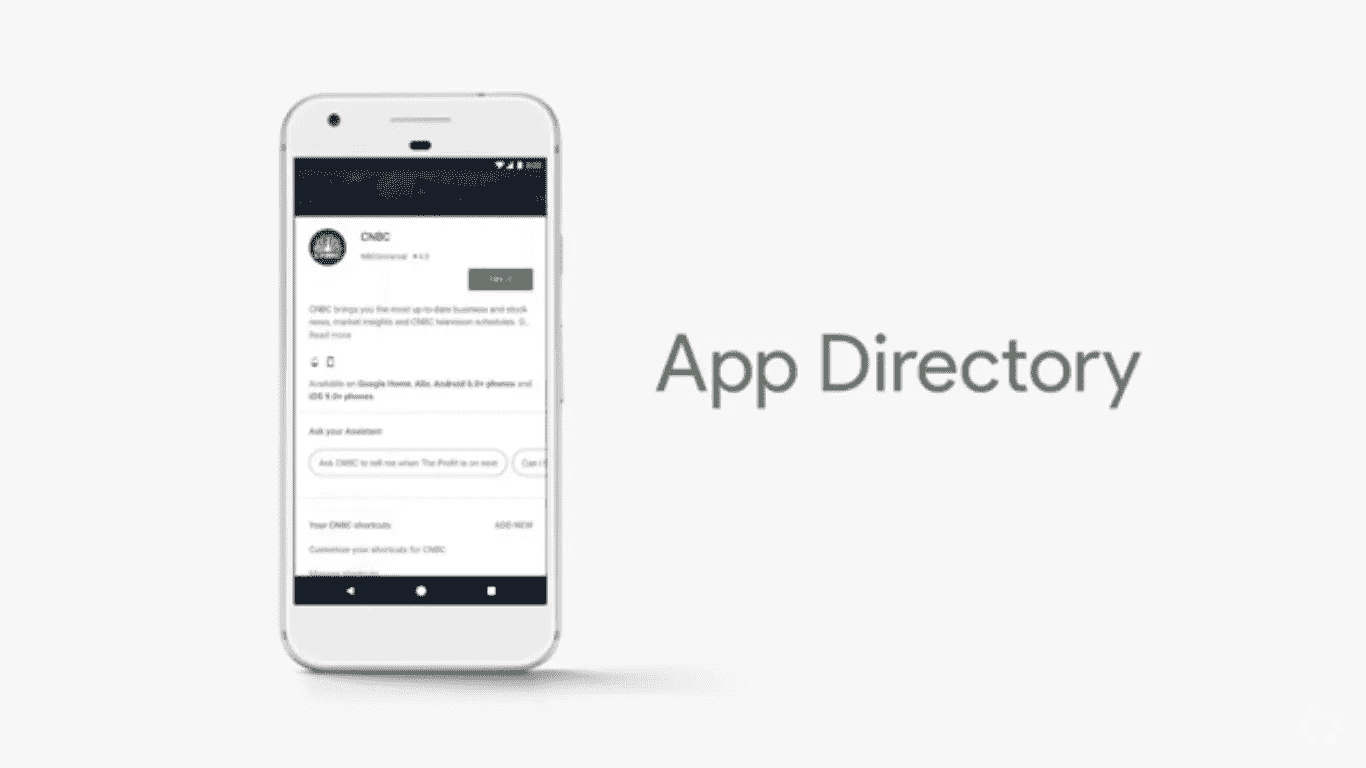 CNBC
NBCUniversal 4.3
CNBC brings you the most up-to-date business and stock
news, market insights and CNBC television schedules. D...
Read more
Available on Google Home, Allo, Android 6.0+ phones and
iOS 9.0+ phones.
Ask your Assistant
Ask CNBC to tell me when The Profit is on next
Can I
Your CNBC shortcuts ADD NEW
Customize your shortcuts for CNBC
Manage shortcuts
App Directory